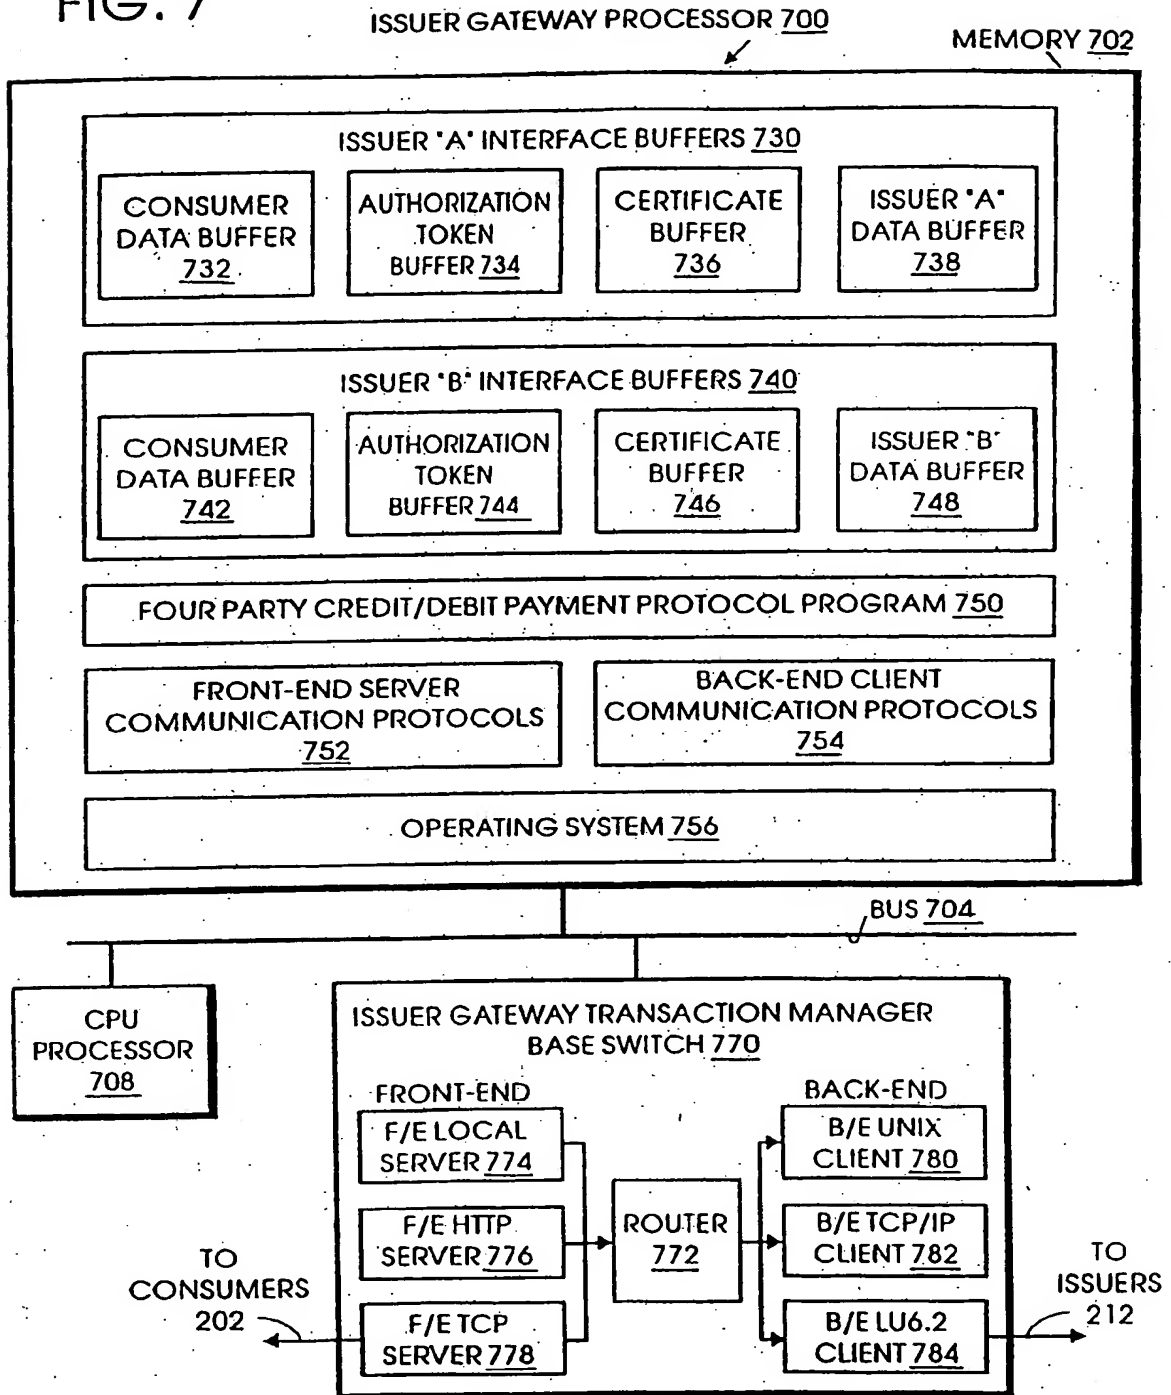 FIG. 7
ISSUER GATEWAY PROCESSOR 700
MEMORY 702
ISSUER "A" INTERFACE BUFFERS 730
CONSUMER
DATA BUFFER
732
AUTHORIZATION
TOKEN
BUFFER 734
CERTIFICATE
BUFFER
736
ISSUER "A"
DATA BUFFER
738
ISSUER "B" INTERFACE BUFFERS 740
CONSUMER
DATA BUFFER
742
AUTHORIZATION
TOKEN
BUFFER 744
CERTIFICATE
BUFFER
746
ISSUER "B"
DATA BUFFER
748
FOUR PARTY CREDIT/DEBIT PAYMENT PROTOCOL PROGRAM 750
FRONT-END SERVER
COMMUNICATION PROTOCOLS
752
BACK-END CLIENT
COMMUNICATION PROTOCOLS
754
OPERATING SYSTEM 756
BUS 704
CPU
PROCESSOR
708
ISSUER GATEWAY TRANSACTION MANAGER
BASE SWITCH 770
FRONT-END
F/E LOCAL
SERVER 774
F/E HTTP
SERVER 776
F/E TCP
SERVER 778
ROUTER
772
BACK-END
B/E UNIX
CLIENT 780
B/E TCP/IP
CLIENT 782
B/E LU6.2
CLIENT 784
TO
CONSUMERS
202
TO
ISSUERS
212